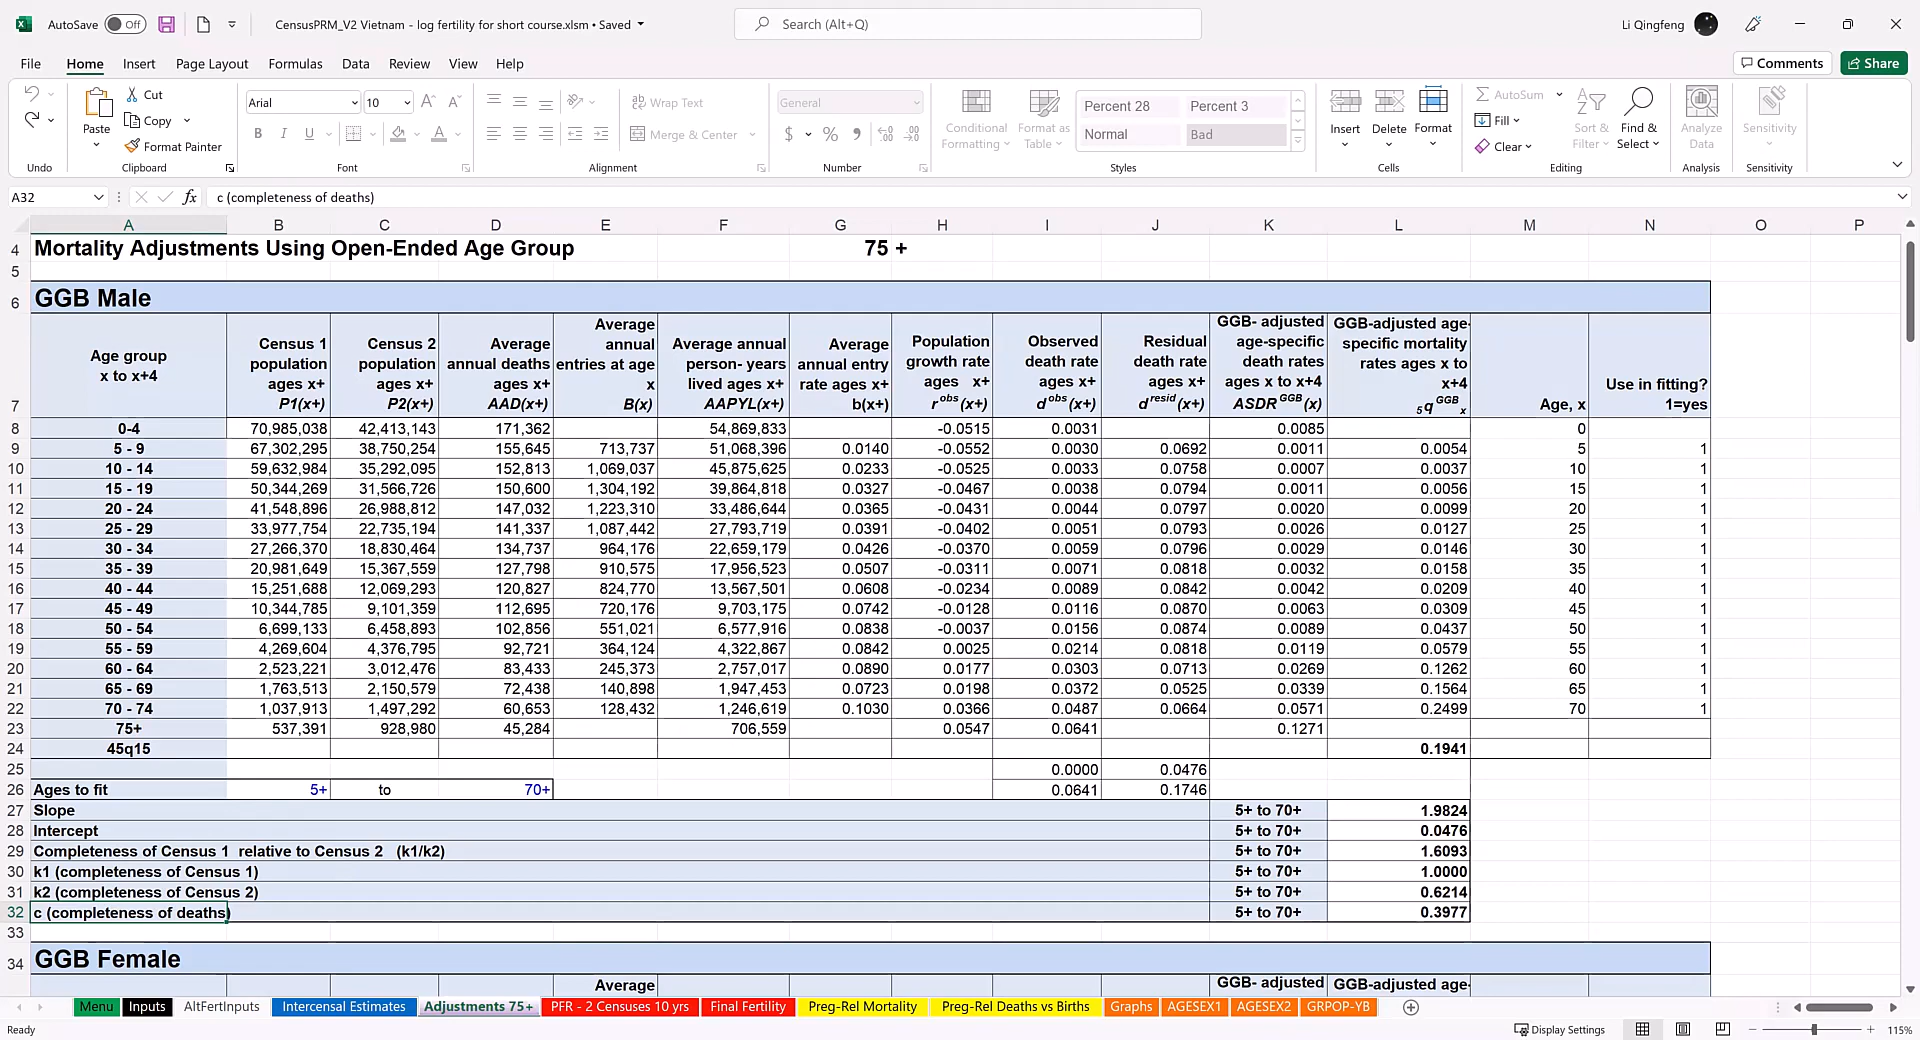 AutoSave Off CensusPRM_V2 Vietnam - log fertility for short course.xlsm • Saved Search (Alt+Q) Li Qingfeng
File Home Insert Page Layout Formulas Data Review View Help Comments Share
Cut Arial 10 Wrap Text General Percent 28 Percent 3 AutoSum
Paste Copy Conditional Formatting Format as Table Insert Delete Format Fill Sort & Filter Find & Select Analyze Data Sensitivity
Format Painter B I U Merge & Center $ % Normal Bad Clear
Undo Clipboard Font Alignment Number Styles Cells Editing Analysis Sensitivity
A32 fx c (completeness of deaths)
A B C D E F G H I J K L M N O P
4 Mortality Adjustments Using Open-Ended Age Group 75 +
5
6 GGB Male
7 Age group x to x+4 Census 1 population ages x+ P1(x+) Census 2 population ages x+ P2(x+) Average annual deaths ages x+ AAD(x+) Average annual entries at age x B(x) Average annual person- years lived ages x+ AAPYL(x+) Average annual entry rate ages x+ b(x+) Population growth rate ages x+ r obs (x+) Observed death rate ages x+ d obs (x+) Residual death rate ages x+ d resid (x+) GGB- adjusted age-specific death rates ages x to x+4 ASDR GGB (x) GGB-adjusted age-specific mortality rates ages x to x+4 5q GGB x Age, x Use in fitting? 1=yes
8 0-4 70,985,038 42,413,143 171,362 54,869,833 -0.0515 0.0031 0.0085 0
9 5 - 9 67,302,295 38,750,254 155,645 713,737 51,068,396 0.0140 -0.0552 0.0030 0.0692 0.0011 0.0054 5 1
10 10 - 14 59,632,984 35,292,095 152,813 1,069,037 45,875,625 0.0233 -0.0525 0.0033 0.0758 0.0007 0.0037 10 1
11 15 - 19 50,344,269 31,566,726 150,600 1,304,192 39,864,818 0.0327 -0.0467 0.0038 0.0794 0.0011 0.0056 15 1
12 20 - 24 41,548,896 26,988,812 147,032 1,223,310 33,486,644 0.0365 -0.0431 0.0044 0.0797 0.0020 0.0099 20 1
13 25 - 29 33,977,754 22,735,194 141,337 1,087,442 27,793,719 0.0391 -0.0402 0.0051 0.0793 0.0026 0.0127 25 1
14 30 - 34 27,266,370 18,830,464 134,737 964,176 22,659,179 0.0426 -0.0370 0.0059 0.0796 0.0029 0.0146 30 1
15 35 - 39 20,981,649 15,367,559 127,798 910,575 17,956,523 0.0507 -0.0311 0.0071 0.0818 0.0032 0.0158 35 1
16 40 - 44 15,251,688 12,069,293 120,827 824,770 13,567,501 0.0608 -0.0234 0.0089 0.0842 0.0042 0.0209 40 1
17 45 - 49 10,344,785 9,101,359 112,695 720,176 9,703,175 0.0742 -0.0128 0.0116 0.0870 0.0063 0.0309 45 1
18 50 - 54 6,699,133 6,458,893 102,856 551,021 6,577,916 0.0838 -0.0037 0.0156 0.0874 0.0089 0.0437 50 1
19 55 - 59 4,269,604 4,376,795 92,721 364,124 4,322,867 0.0842 0.0025 0.0214 0.0818 0.0119 0.0579 55 1
20 60 - 64 2,523,221 3,012,476 83,433 245,373 2,757,017 0.0890 0.0177 0.0303 0.0713 0.0269 0.1262 60 1
21 65 - 69 1,763,513 2,150,579 72,438 140,898 1,947,453 0.0723 0.0198 0.0372 0.0525 0.0339 0.1564 65 1
22 70 - 74 1,037,913 1,497,292 60,653 128,432 1,246,619 0.1030 0.0366 0.0487 0.0664 0.0571 0.2499 70 1
23 75+ 537,391 928,980 45,284 706,559 0.0547 0.0641 0.1271
24 45q15 0.1941
25 0.0000 0.0476
26 Ages to fit 5+ to 70+ 0.0641 0.1746
27 Slope 5+ to 70+ 1.9824
28 Intercept 5+ to 70+ 0.0476
29 Completeness of Census 1 relative to Census 2 (k1/k2) 5+ to 70+ 1.6093
30 k1 (completeness of Census 1) 5+ to 70+ 1.0000
31 k2 (completeness of Census 2) 5+ to 70+ 0.6214
32 c (completeness of deaths) 5+ to 70+ 0.3977
33
34 GGB Female
Average GGB- adjusted GGB-adjusted age-
Menu Inputs AltFertInputs Intercensal Estimates Adjustments 75+ PFR - 2 Censuses 10 yrs Final Fertility Preg-Rel Mortality Preg-Rel Deaths vs Births Graphs AGESEX1 AGESEX2 GRPOP-YB
Ready Display Settings 115%